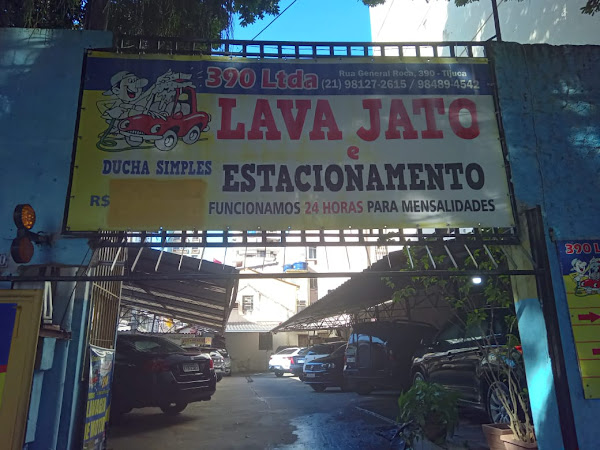 390 Ltda
Rua General Roca, 390 - Tijuca
(21) 98127-2615 / 98489-4542
LAVA JATO
e
DUCHA SIMPLES
ESTACIONAMENTO
R$
FUNCIONAMOS 24 HORAS PARA MENSALIDADES
390 L